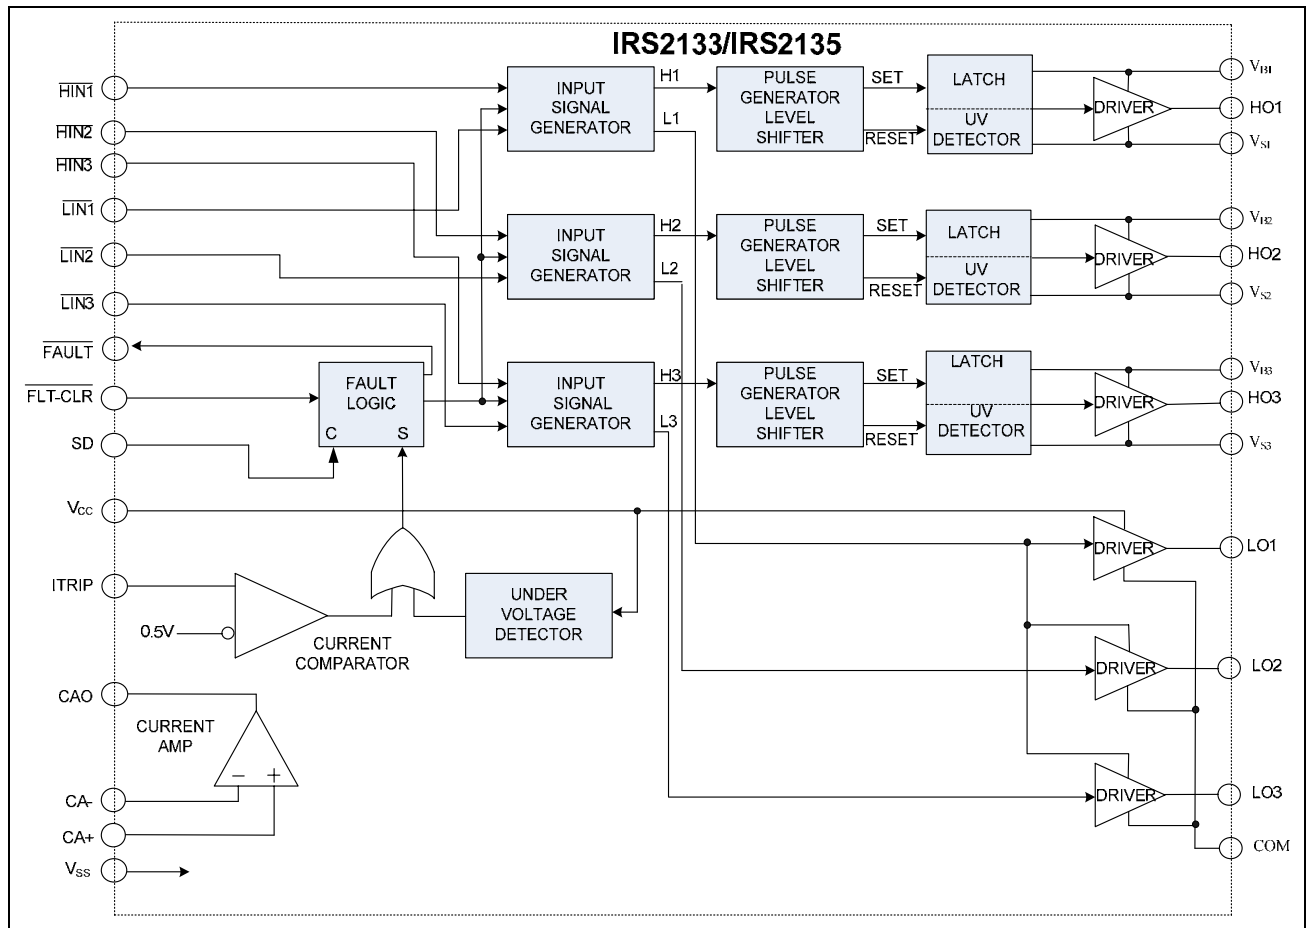 IRS2133/IRS2135
HIN1
HIN2
HIN3
LIN1
LIN2
LIN3
FAULT
FLT-CLR
SD
VCC
ITRIP
0.5V
CAO
CA-
CA+
VSS
INPUT
SIGNAL
GENERATOR
H1
L1
PULSE
GENERATOR
LEVEL
SHIFTER
SET
RESET
LATCH
UV
DETECTOR
DRIVER
VB1
HO1
VS1
INPUT
SIGNAL
GENERATOR
H2
L2
PULSE
GENERATOR
LEVEL
SHIFTER
SET
RESET
LATCH
UV
DETECTOR
DRIVER
VB2
HO2
VS2
FAULT
LOGIC
C S
INPUT
SIGNAL
GENERATOR
H3
L3
PULSE
GENERATOR
LEVEL
SHIFTER
SET
RESET
LATCH
UV
DETECTOR
DRIVER
VB3
HO3
VS3
CURRENT
COMPARATOR
UNDER
VOLTAGE
DETECTOR
DRIVER
LO1
DRIVER
LO2
CURRENT
AMP
− +
DRIVER
LO3
COM